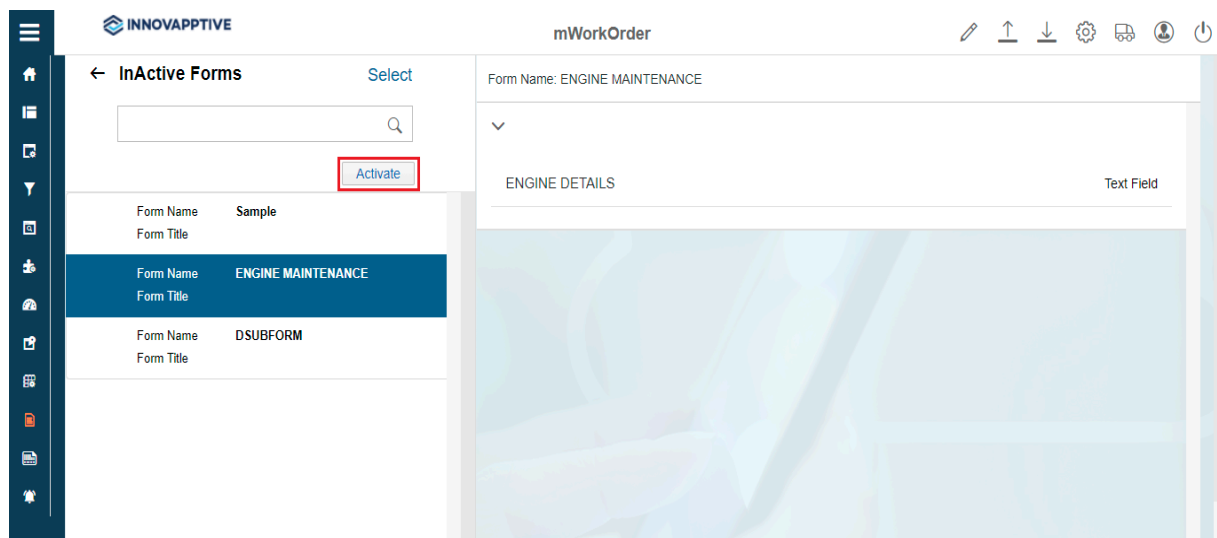 INNOVAPPTIVE
mWorkOrder
InActive Forms
Select
Activate
Form Name Sample
Form Title
Form Name ENGINE MAINTENANCE
Form Title
Form Name DSUBFORM
Form Title
Form Name: ENGINE MAINTENANCE
ENGINE DETAILS Text Field